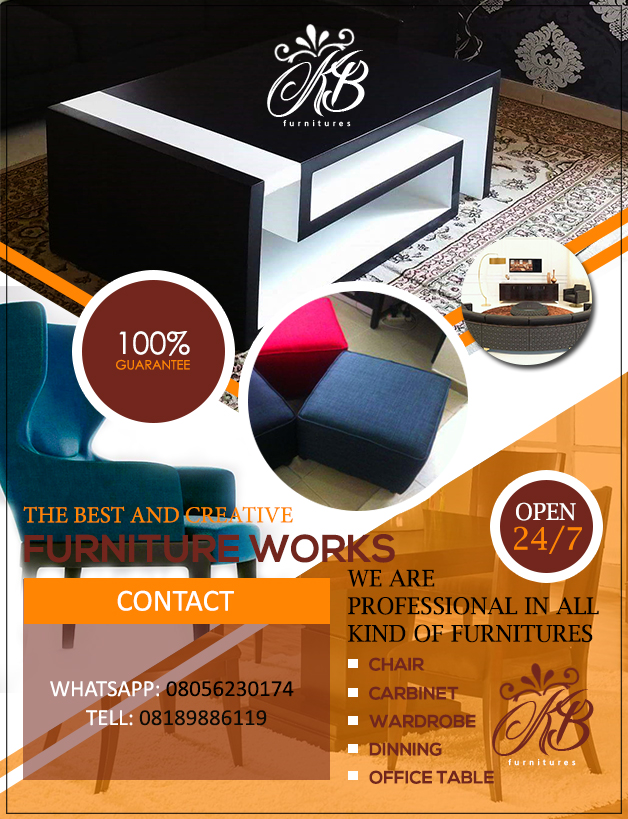 KB
furnitures
100%
GUARANTEE
THE BEST AND CREATIVE
FURNITURE WORKS
OPEN
24/7
CONTACT
WHATSAPP: 08056230174
TELL: 08189886119
WE ARE
PROFESSIONAL IN ALL
KIND OF FURNITURES
CHAIR
CARBINET
WARDROBE
DINNING
OFFICE TABLE
KB
furnitures